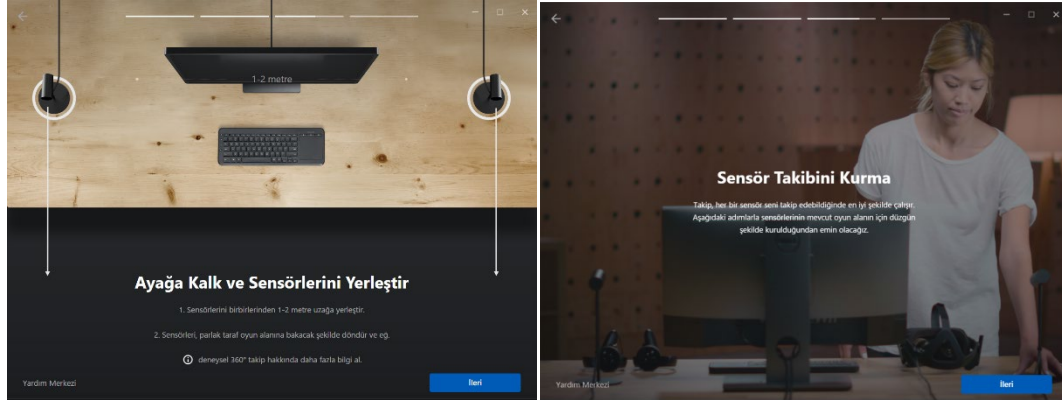 1-2 metre
Ayağa Kalk ve Sensörlerini Yerleştir
1. Sensörlerini birbirlerinden 1-2 metre uzağa yerleştir.
2. Sensörleri, parlak taraf oyun alanına bakacak şekilde döndür ve eğ.
deneysel 360° takip hakkında daha fazla bilgi al.
Yardım Merkezi
İleri
Sensör Takibini Kurma
Takip, her bir sensör seni takip edebildiğinde en iyi şekilde çalışır.
Aşağıdaki adımlarla sensörlerinin mevcut oyun alanın için düzgün
şekilde kurulduğundan emin olacağız.
Yardım Merkezi
İleri